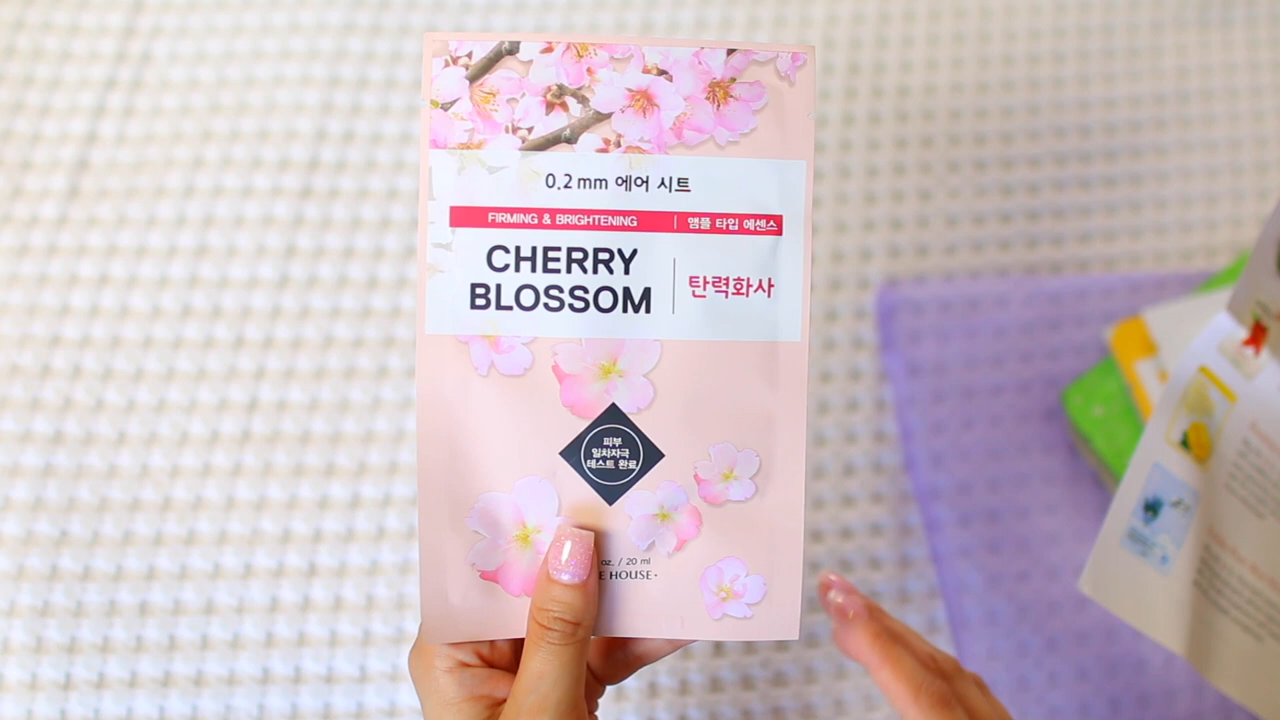 0.2mm 에어 시트
FIRMING & BRIGHTENING | 앰플 타입 에센스
CHERRY
BLOSSOM
탄력화사
피부
일차자극
테스트 완료
oz. / 20 ml
E HOUSE